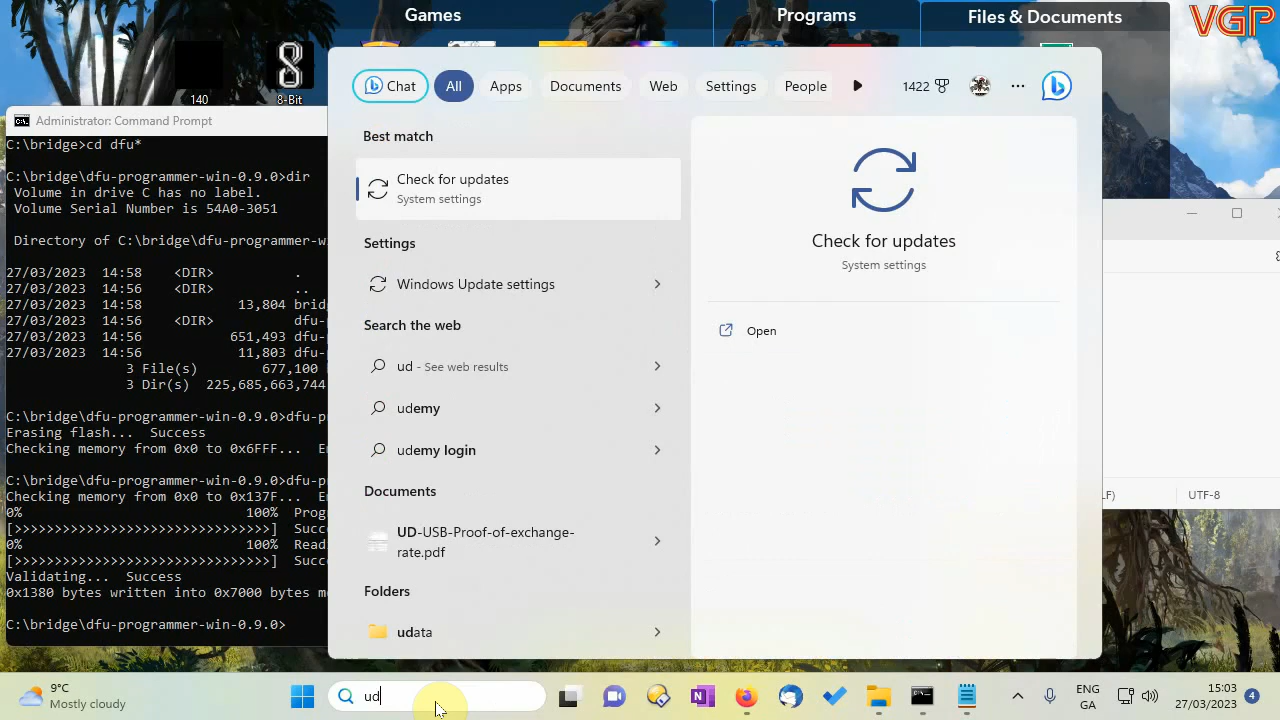 Games
Programs
Files & Documents
VGP
140
8-Bit
Administrator: Command Prompt
C:\bridge>cd dfu*
C:\bridge\dfu-programmer-win-0.9.0>dir
Volume in drive C has no label.
Volume Serial Number is 54A0-3051
Directory of C:\bridge\dfu-programmer-w
27/03/2023 14:58 <DIR> .
27/03/2023 14:56 <DIR> ..
27/03/2023 14:58 13,804 brid
27/03/2023 14:56 <DIR> dfu-
27/03/2023 14:56 651,493 dfu-
27/03/2023 14:56 11,803 dfu-
3 File(s) 677,100
3 Dir(s) 225,685,663,744
C:\bridge\dfu-programmer-win-0.9.0>dfu-p
Erasing flash... Success
Checking memory from 0x0 to 0x6FFF... E
C:\bridge\dfu-programmer-win-0.9.0>dfu-p
Checking memory from 0x0 to 0x137F... E
0% 100% Prog
[>>>>>>>>>>>>>>>>>>>>>>>>>>>>>>>>] Succ
0% 100% Read
[>>>>>>>>>>>>>>>>>>>>>>>>>>>>>>>>] Succ
Validating... Success
0x1380 bytes written into 0x7000 bytes m
C:\bridge\dfu-programmer-win-0.9.0>
Chat
All
Apps
Documents
Web
Settings
People
1422
Best match
Check for updates
System settings
Settings
Windows Update settings
Search the web
ud - See web results
udemy
udemy login
Documents
UD-USB-Proof-of-exchange-
rate.pdf
Folders
udata
Check for updates
System settings
Open
LF)
UTF-8
9°C
Mostly cloudy
ud
ENG
GA
15:03
27/03/2023
4